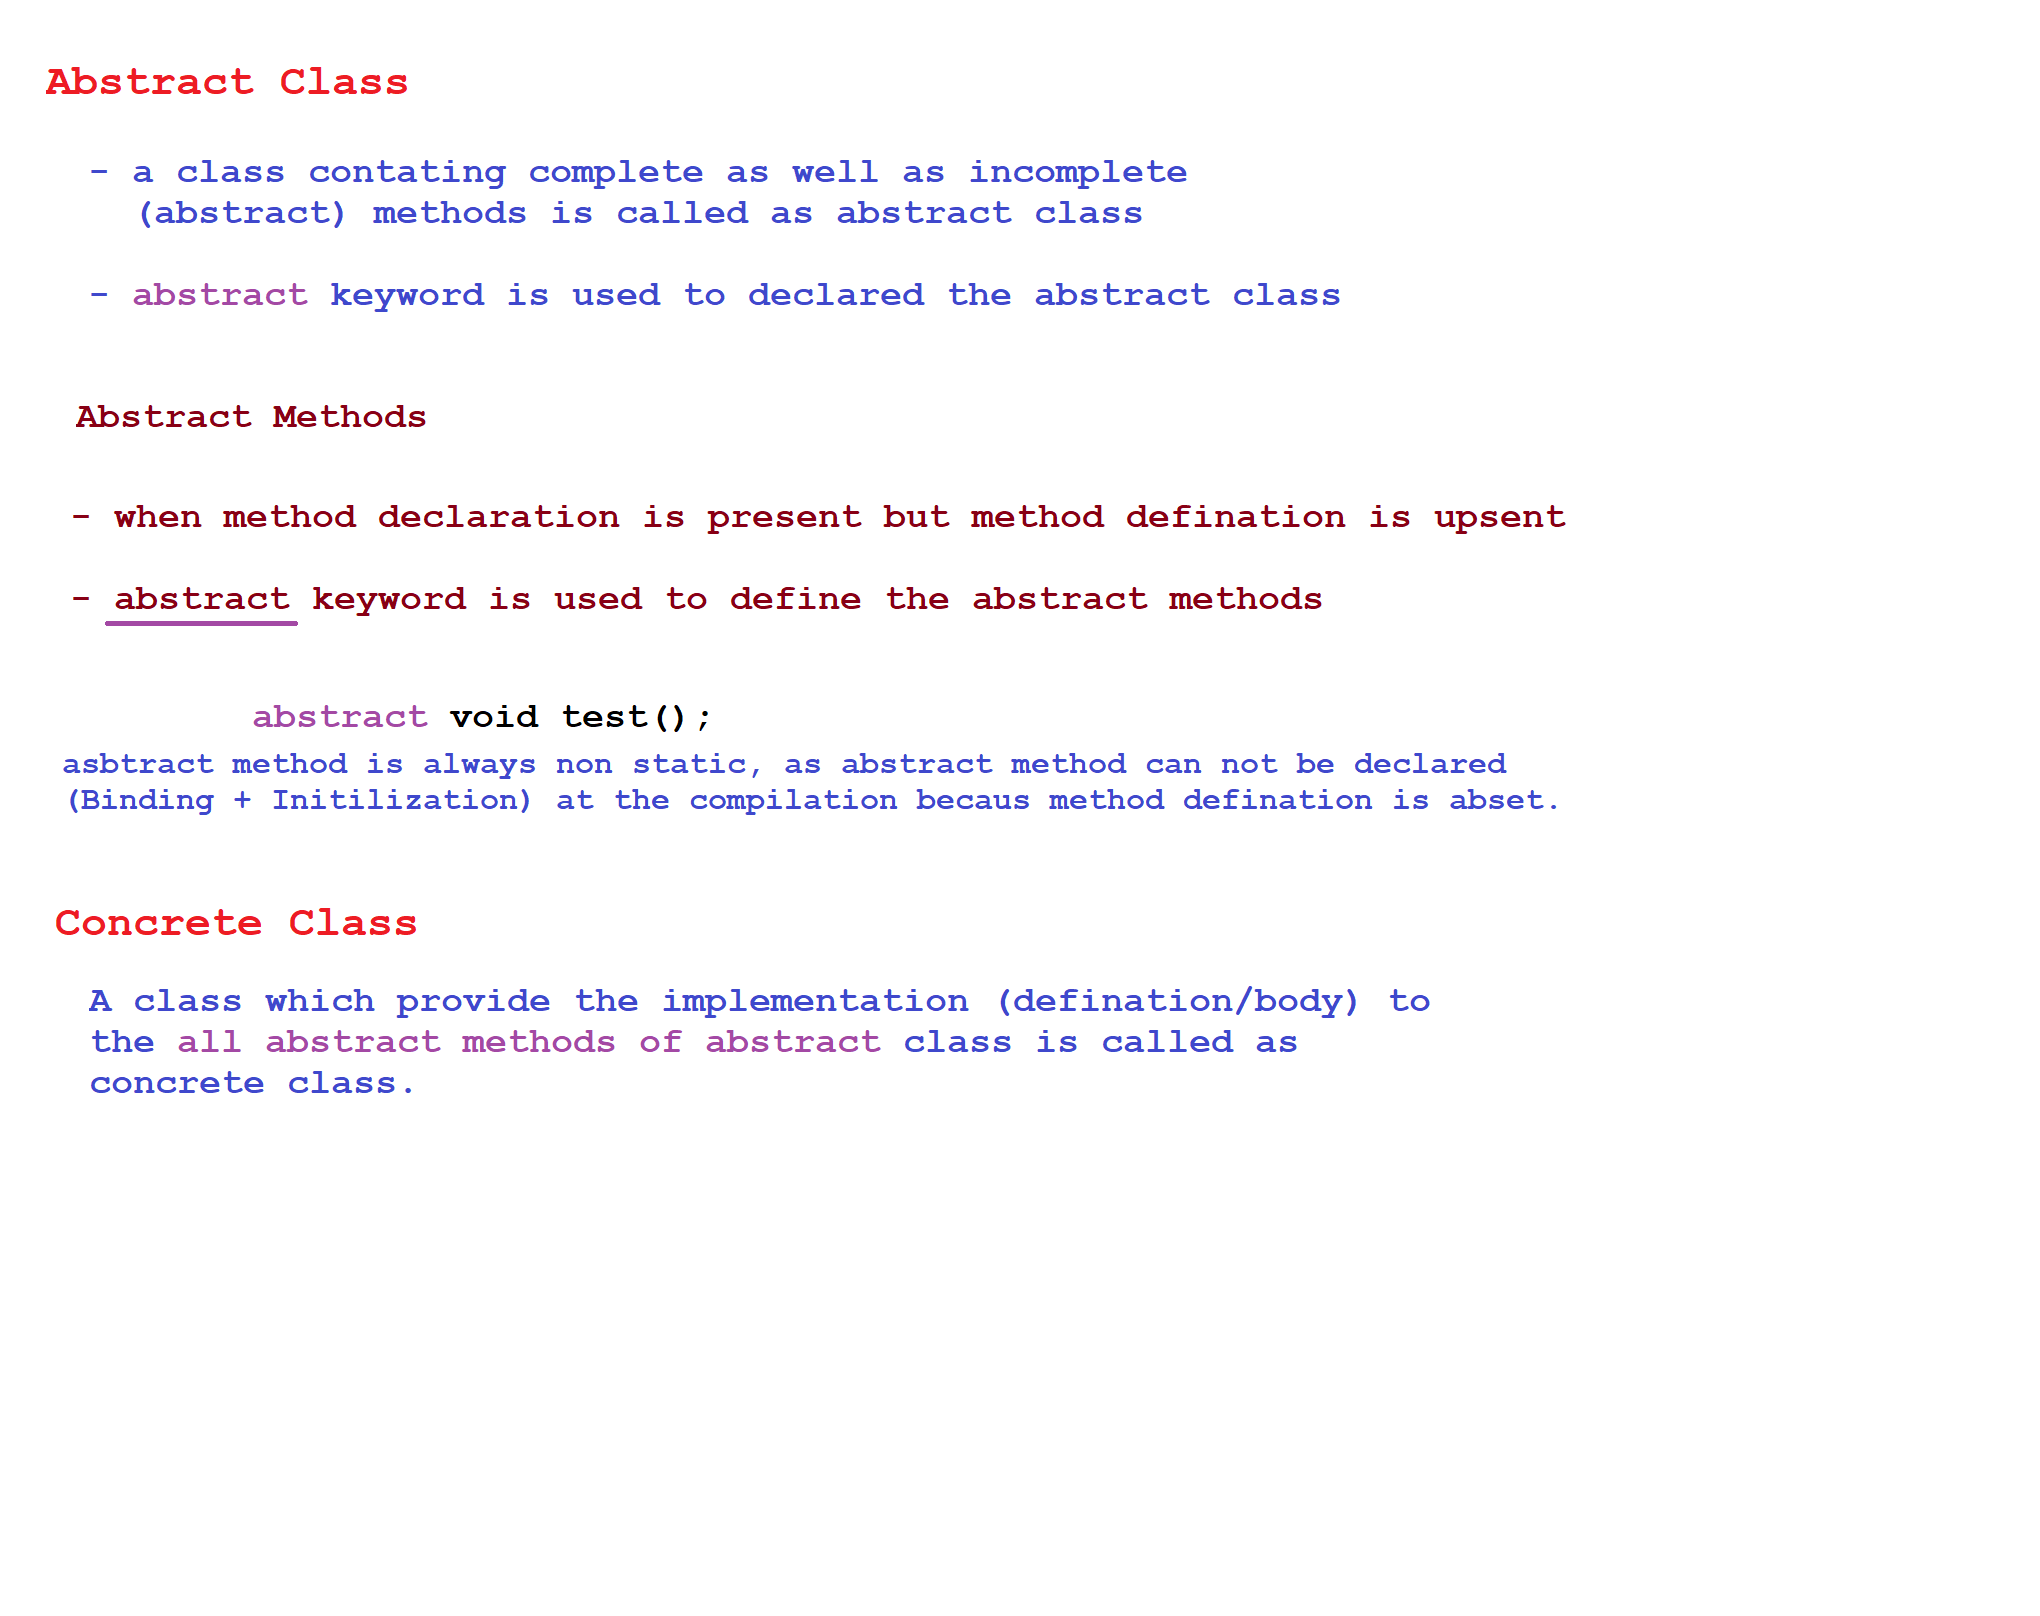 Abstract Class
- a class contating complete as well as incomplete
(abstract) methods is called as abstract class
- abstract keyword is used to declared the abstract class
Abstract Methods
- when method declaration is present but method defination is upsent
- abstract keyword is used to define the abstract methods
abstract void test();
asbtract method is always non static, as abstract method can not be declared
(Binding + Initilization) at the compilation becaus method defination is abset.
Concrete Class
A class which provide the implementation (defination/body) to
the all abstract methods of abstract class is called as
concrete class.